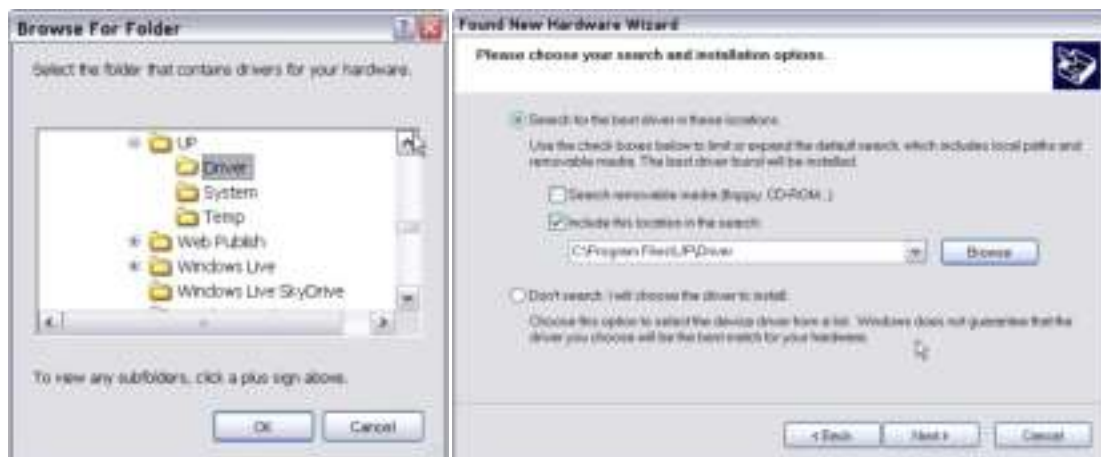 Browse For Folder
Select the folder that contains drivers for your hardware.
UP
Driver
System
Temp
Web Publish
Windows Live
Windows Live SkyDrive
To view any subfolders, click a plus sign above.
OK
Cancel
Found New Hardware Wizard
Please choose your search and installation options.
Search for the best driver in these locations.
Use the check boxes below to limit or expand the default search, which includes local paths and
removable media. The best driver found will be installed.
Search removable media (floppy, CD-ROM...)
Include this location in the search:
C:\Program Files\UP\Driver
Browse
Don't search. I will choose the driver to install.
Choose this option to select the device driver from a list. Windows does not guarantee that the
driver you choose will be the best match for your hardware.
< Back
Next >
Cancel